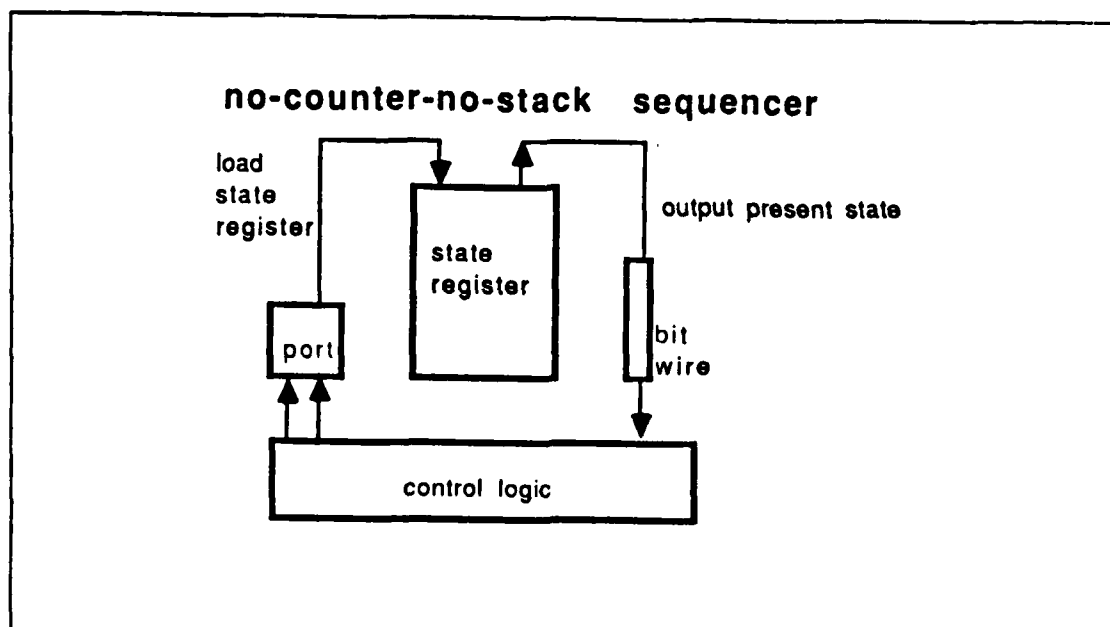 no-counter-no-stack sequencer
load
state
register
output present state
state
register
port
bit
wire
control logic